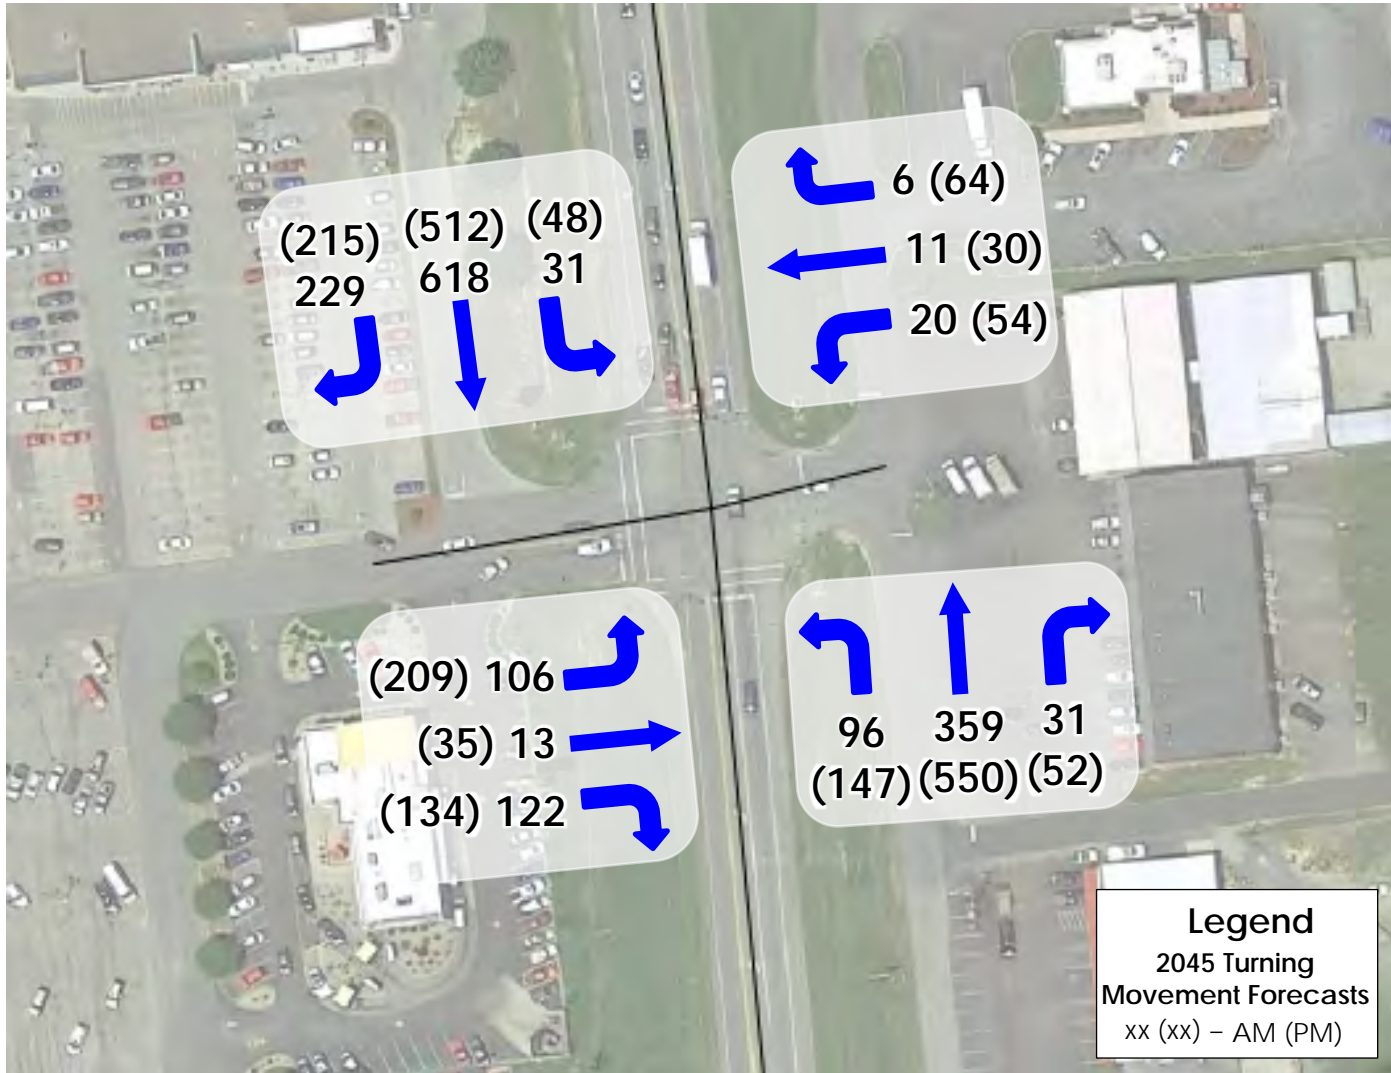 (215) (512) (48)
229 618 31
6 (64)
11 (30)
20 (54)
(209) 106
(35) 13
(134) 122
96 359 31
(147) (550) (52)
Legend
2045 Turning
Movement Forecasts
xx (xx) – AM (PM)